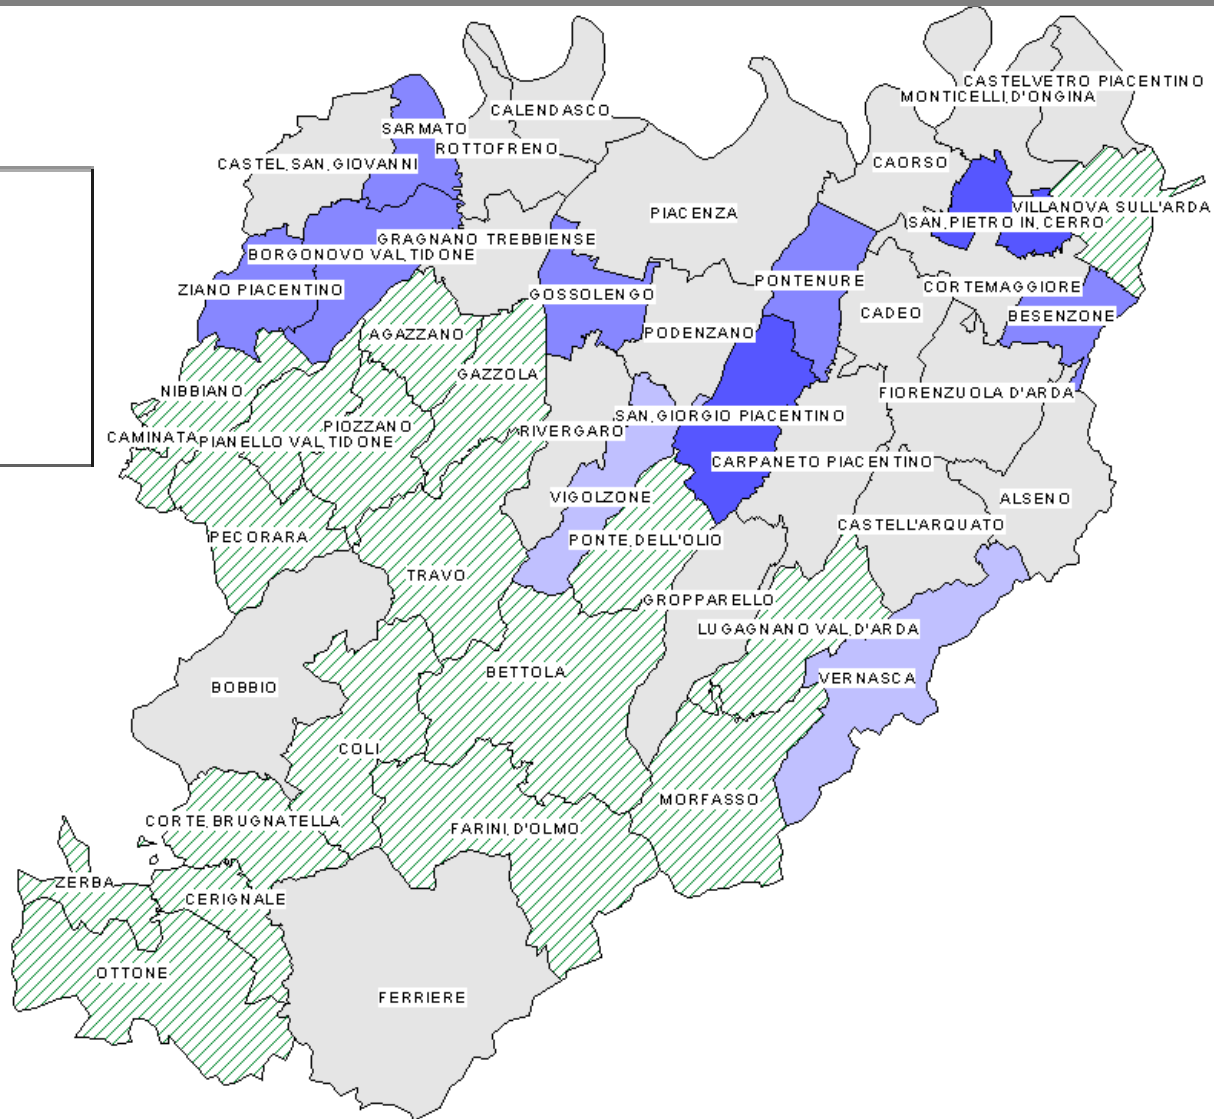 CASTELVETRO PIACENTINO
MONTICELLI D'ONGINA
CALENDASCO
SARMATO
ROTTOFRENO
CASTEL SAN GIOVANNI
CAORSO
PIACENZA
VILLANOVA SULL'ARDA
SAN PIETRO IN CERRO
GRAGNANO TREBBIENSE
BORGONOVO VAL TIDONE
PONTENURE
CORTEMAGGIORE
ZIANO PIACENTINO
GOSSOLENGO
CADEO
BESENZONE
AGAZZANO
PODENZANO
GAZZOLA
NIBBIANO
FIORENZUOLA D'ARDA
SAN GIORGIO PIACENTINO
PIOZZANO
RIVERGARO
CAMINATA
PIANELLO VAL TIDONE
CARPANETO PIACENTINO
VIGOLZONE
ALSENO
CASTELL'ARQUATO
PECORARA
PONTE DELL'OLIO
TRAVO
GROPPARELLO
LUGAGNANO VAL D'ARDA
BETTOLA
VERNASCA
BOBBIO
COLI
MORFASSO
CORTE BRUGNATELLA
FARINI D'OLMO
ZERBA
CERIGNALE
OTTONE
FERRIERE